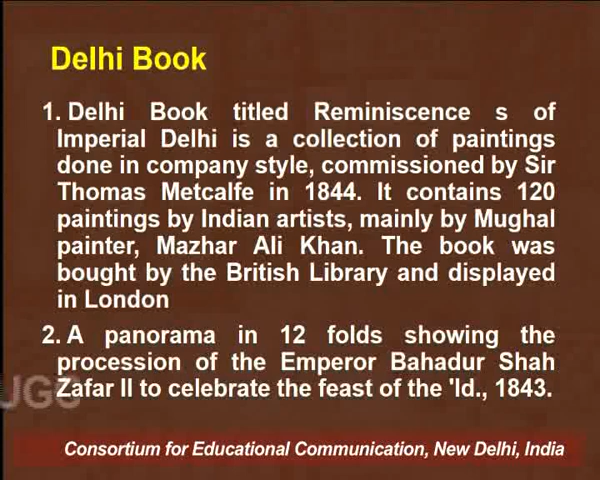 Delhi Book
1. Delhi Book titled Reminiscence s of
Imperial Delhi is a collection of paintings
done in company style, commissioned by Sir
Thomas Metcalfe in 1844. It contains 120
paintings by Indian artists, mainly by Mughal
painter, Mazhar Ali Khan. The book was
bought by the British Library and displayed
in London
2. A panorama in 12 folds showing the
procession of the Emperor Bahadur Shah
Zafar II to celebrate the feast of the 'Id., 1843.
Consortium for Educational Communication, New Delhi, India